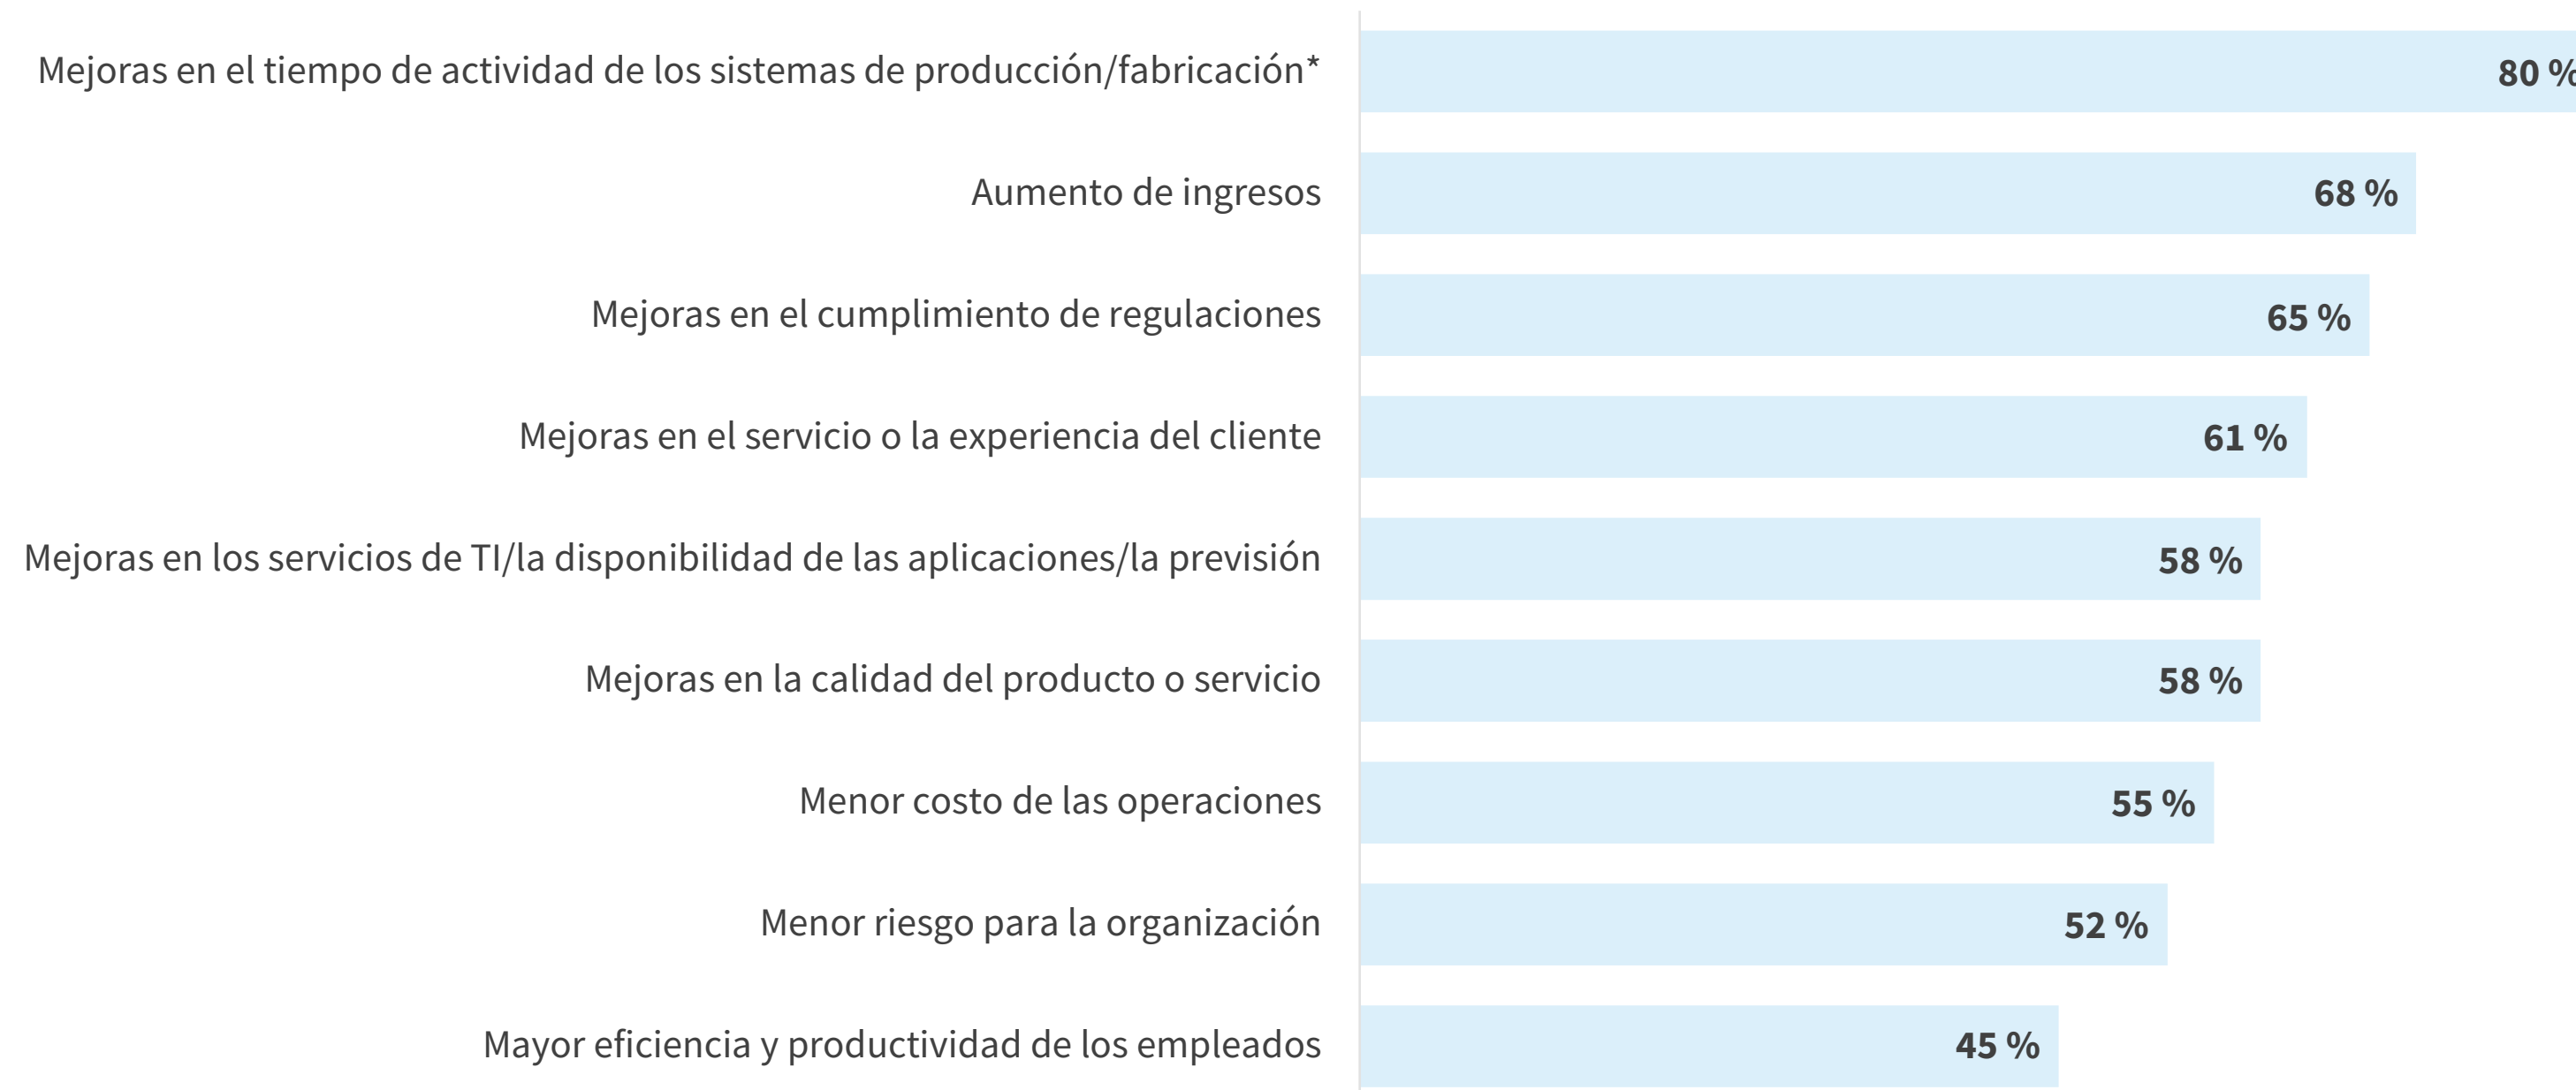 Mejoras en el tiempo de actividad de los sistemas de producción/fabricación* 80 %
Aumento de ingresos 68 %
Mejoras en el cumplimiento de regulaciones 65 %
Mejoras en el servicio o la experiencia del cliente 61 %
Mejoras en los servicios de TI/la disponibilidad de las aplicaciones/la previsión 58 %
Mejoras en la calidad del producto o servicio 58 %
Menor costo de las operaciones 55 %
Menor riesgo para la organización 52 %
Mayor eficiencia y productividad de los empleados 45 %